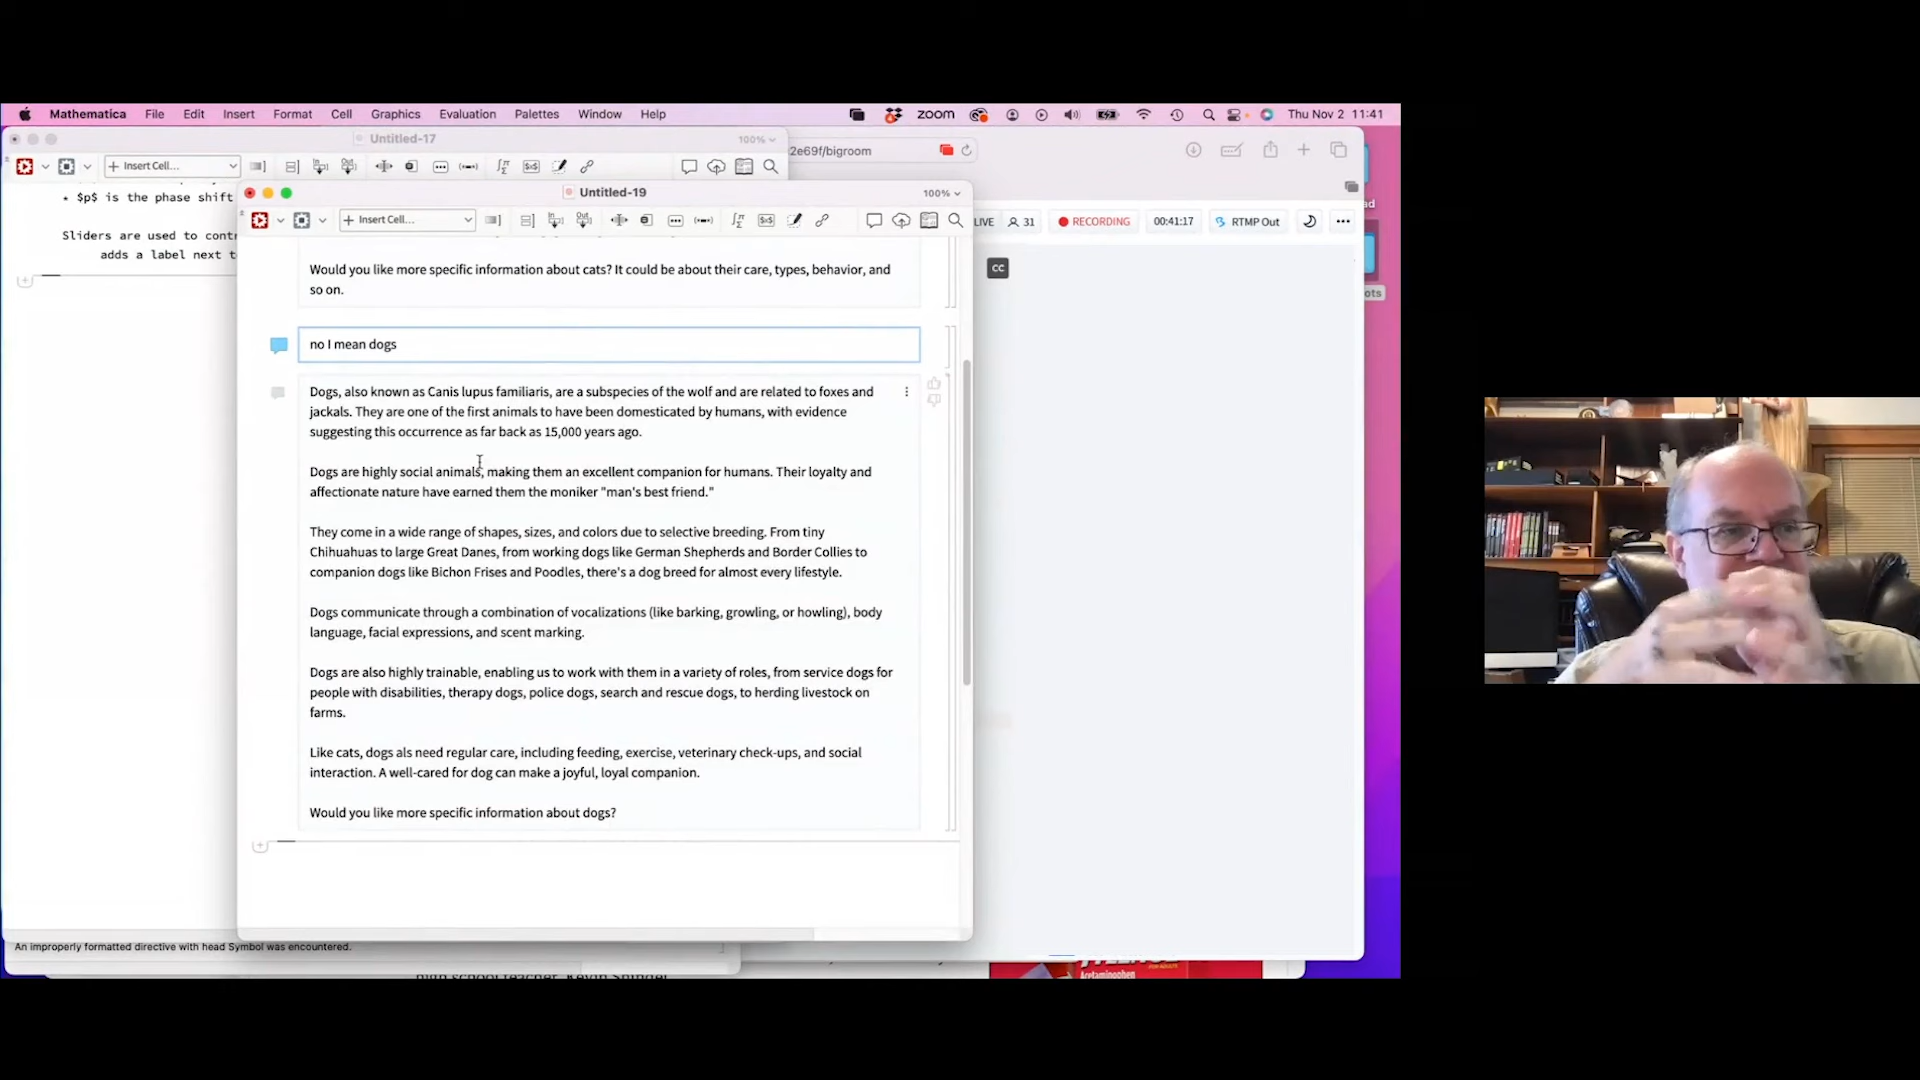 Mathematica File Edit Insert Format Cell Graphics Evaluation Palettes Window Help zoom Thu Nov 2 11:41
Untitled-17 100%
2e69f/bigroom
Insert Cell...
* $p$ is the phase shift
Sliders are used to contr
adds a label next t
Untitled-19 100%
Insert Cell...
LIVE 31 RECORDING 00:41:17 RTMP Out
CC
ad
ots
Would you like more specific information about cats? It could be about their care, types, behavior, and
so on.
no I mean dogs
Dogs, also known as Canis lupus familiaris, are a subspecies of the wolf and are related to foxes and
jackals. They are one of the first animals to have been domesticated by humans, with evidence
suggesting this occurrence as far back as 15,000 years ago.
Dogs are highly social animals, making them an excellent companion for humans. Their loyalty and
affectionate nature have earned them the moniker "man's best friend."
They come in a wide range of shapes, sizes, and colors due to selective breeding. From tiny
Chihuahuas to large Great Danes, from working dogs like German Shepherds and Border Collies to
companion dogs like Bichon Frises and Poodles, there's a dog breed for almost every lifestyle.
Dogs communicate through a combination of vocalizations (like barking, growling, or howling), body
language, facial expressions, and scent marking.
Dogs are also highly trainable, enabling us to work with them in a variety of roles, from service dogs for
people with disabilities, therapy dogs, police dogs, search and rescue dogs, to herding livestock on
farms.
Like cats, dogs als need regular care, including feeding, exercise, veterinary check-ups, and social
interaction. A well-cared for dog can make a joyful, loyal companion.
Would you like more specific information about dogs?
An improperly formatted directive with head Symbol was encountered.
Acetaminophen